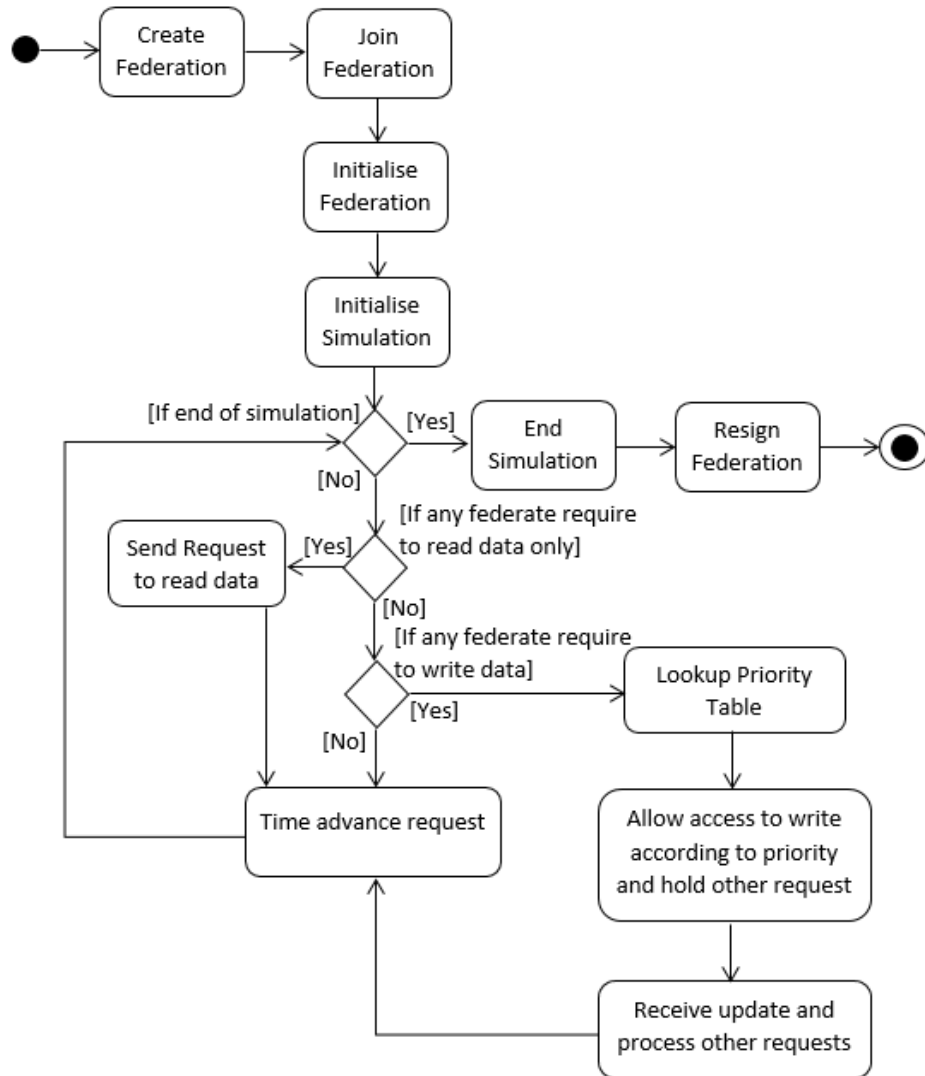 Create
Federation
Join
Federation
Initialise
Federation
Initialise
Simulation
[If end of simulation]
[Yes]
End
Simulation
Resign
Federation
[No]
[If any federate require
to read data only]
Send Request
to read data
[Yes]
[No]
[If any federate require
to write data]
Lookup Priority
Table
[Yes]
[No]
Time advance request
Allow access to write
according to priority
and hold other request
Receive update and
process other requests